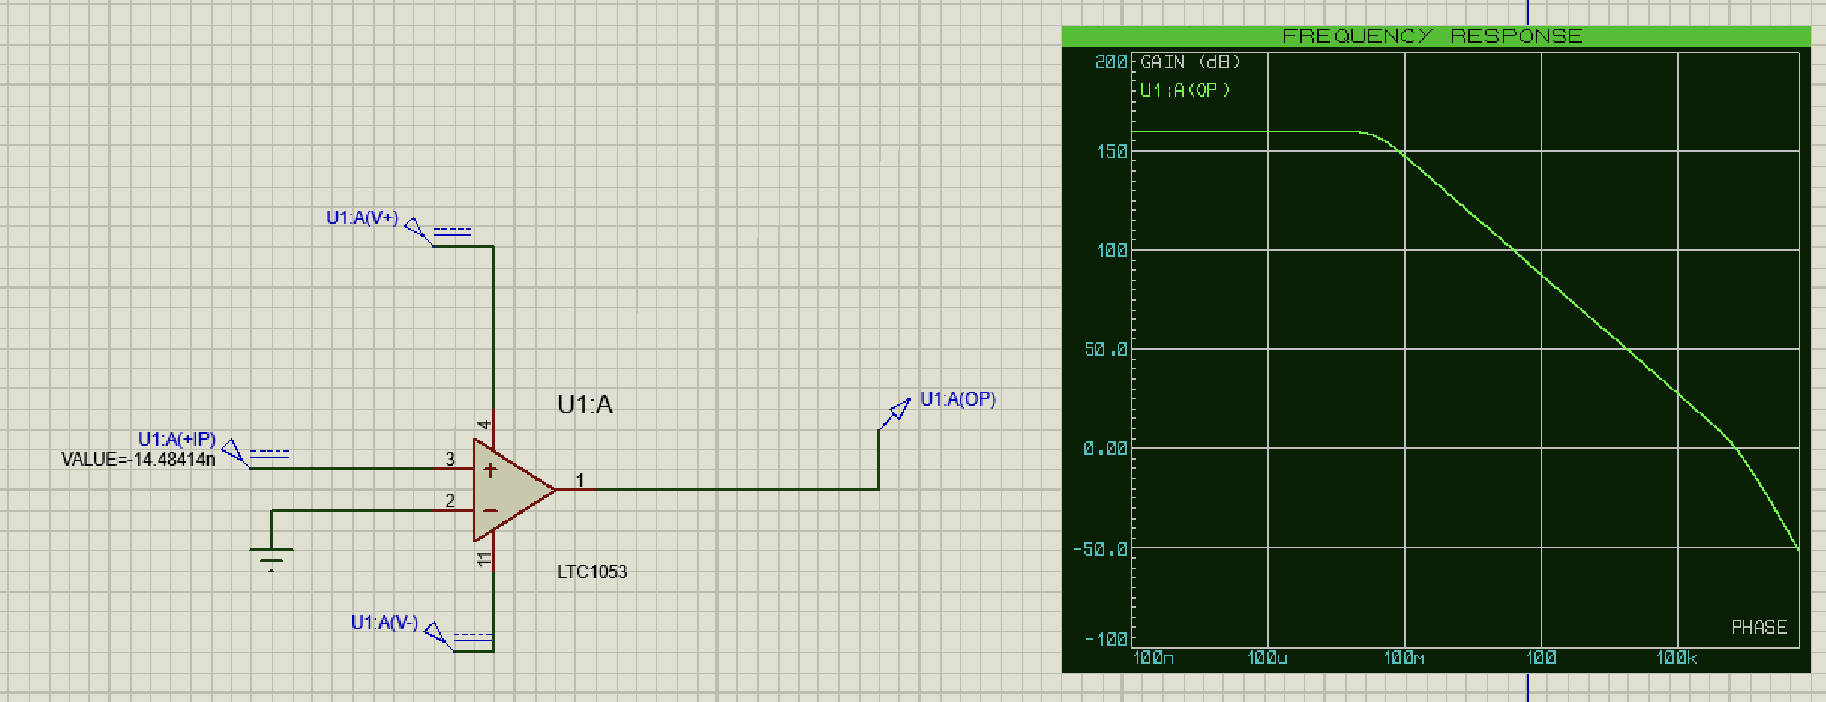 FREQUENCY RESPONSE
200
GAIN (dB)
U1:A(OP)
150
100
50.0
0.00
-50.0
-100
PHASE
100n
100u
100m
100
100k
U1:A(V+)
U1:A
4
U1:A(OP)
U1:A(+IP)
VALUE=-14.48414n
3
1
2
11
LTC1053
U1:A(V-)